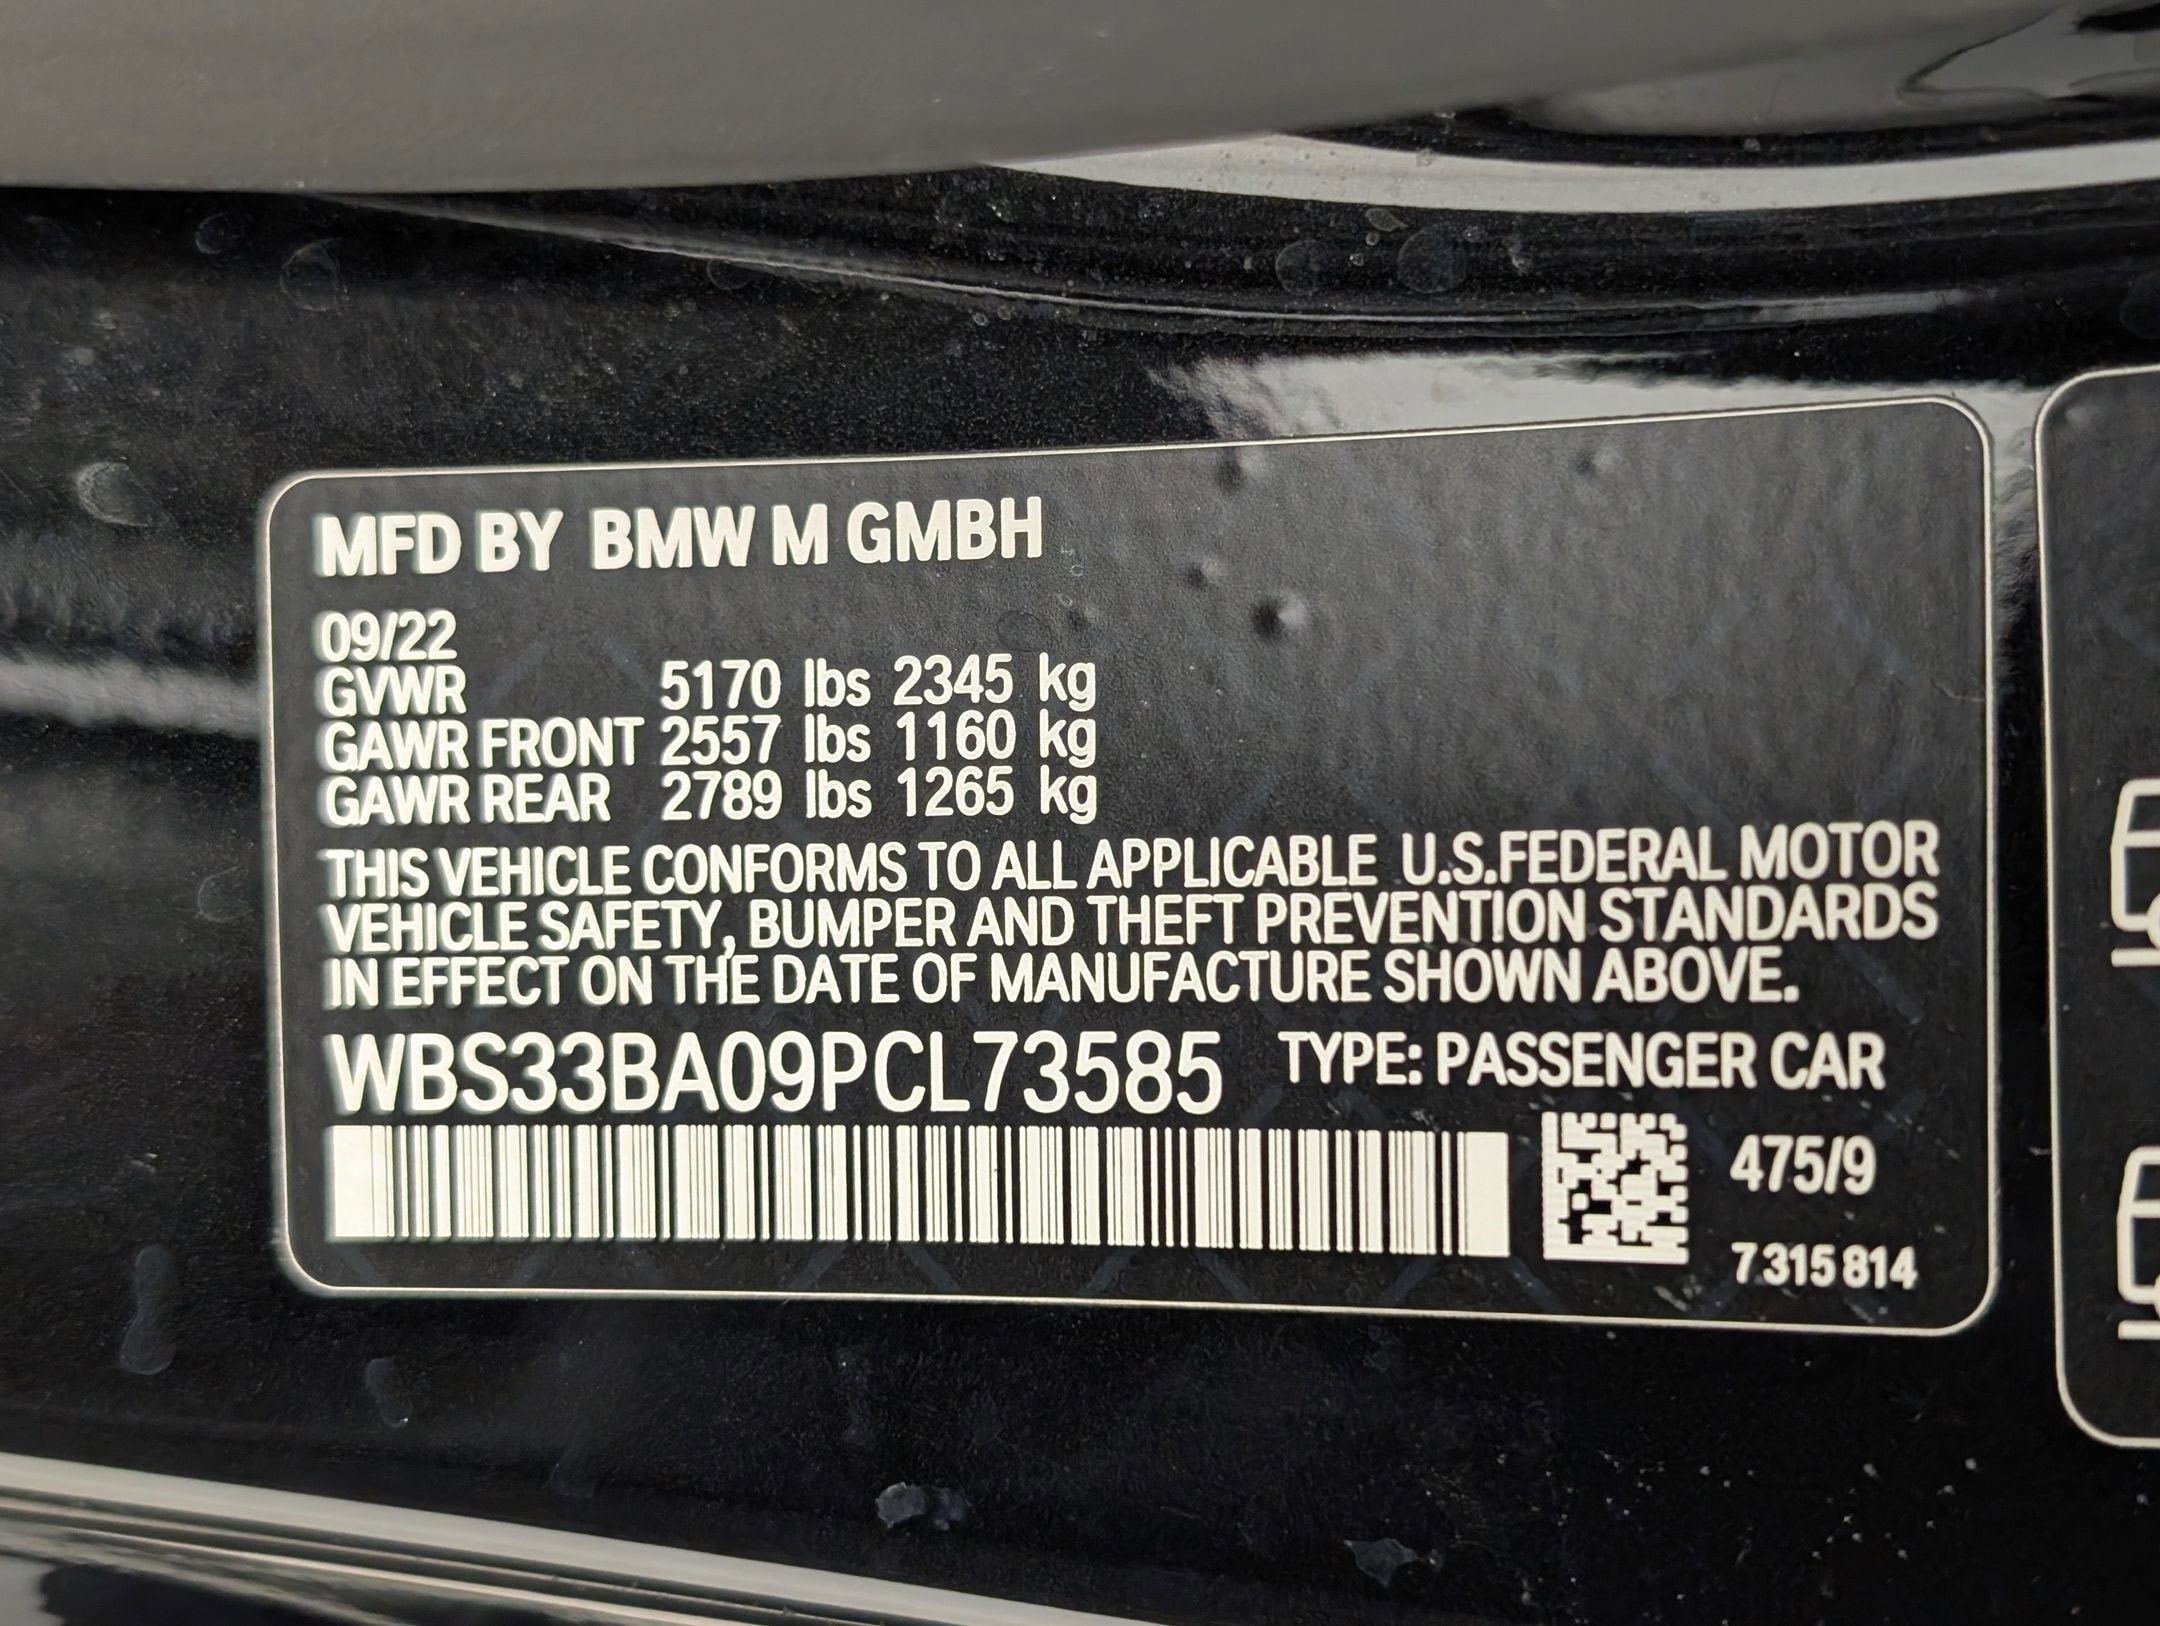 MFD BY BMW M GMBH
09/22
GVWR 5170 lbs 2345 kg
GAWR FRONT 2557 lbs 1160 kg
GAWR REAR 2789 lbs 1265 kg
THIS VEHICLE CONFORMS TO ALL APPLICABLE U.S.FEDERAL MOTOR
VEHICLE SAFETY, BUMPER AND THEFT PREVENTION STANDARDS
IN EFFECT ON THE DATE OF MANUFACTURE SHOWN ABOVE.
WBS33BA09PCL73585 TYPE: PASSENGER CAR
475/9
7 315 814